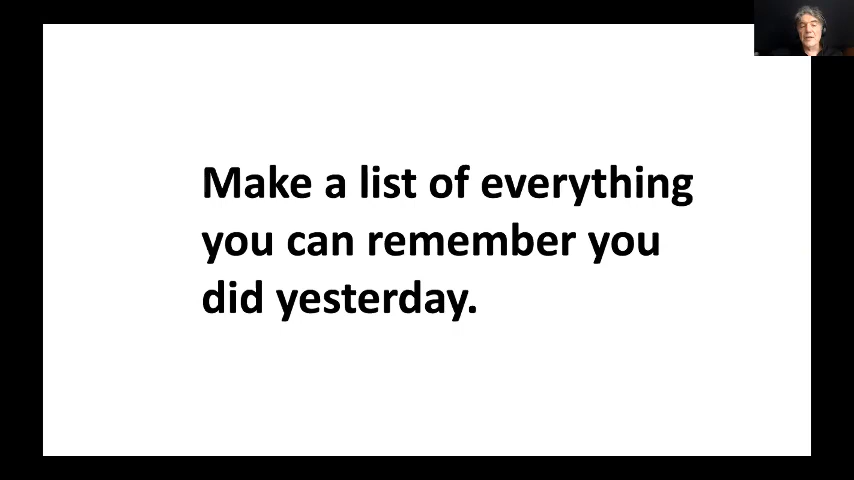 Make a list of everything
you can remember you
did yesterday.